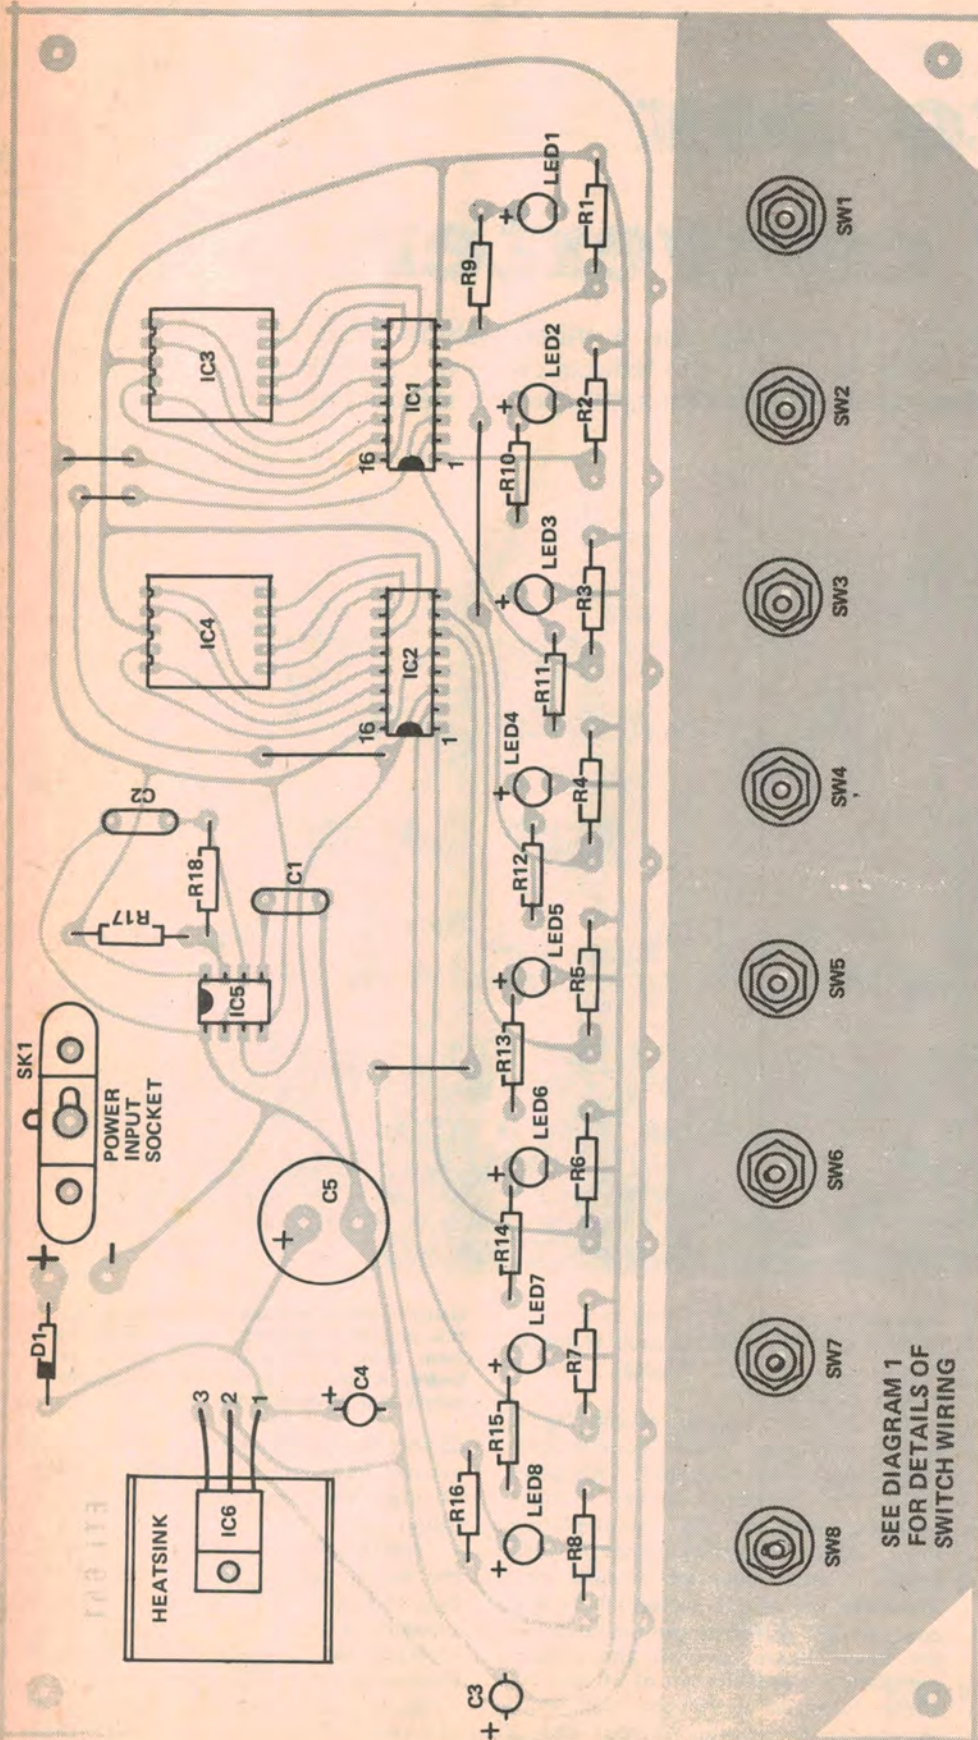 SK1
POWER
INPUT
SOCKET
+
-
D1
HEATSINK
IC6
3
2
1
C4
+
C5
+
R17
R18
C2
C1
IC5
IC4
IC3
16
IC2
1
16
IC1
1
C3
+
R16
R15
R14
R13
R12
R11
R10
R9
+
LED8
+
LED7
+
LED6
+
LED5
+
LED4
+
LED3
+
LED2
+
LED1
R8
R7
R6
R5
R4
R3
R2
R1
SW8
SW7
SW6
SW5
SW4
SW3
SW2
SW1
SEE DIAGRAM 1
FOR DETAILS OF
SWITCH WIRING